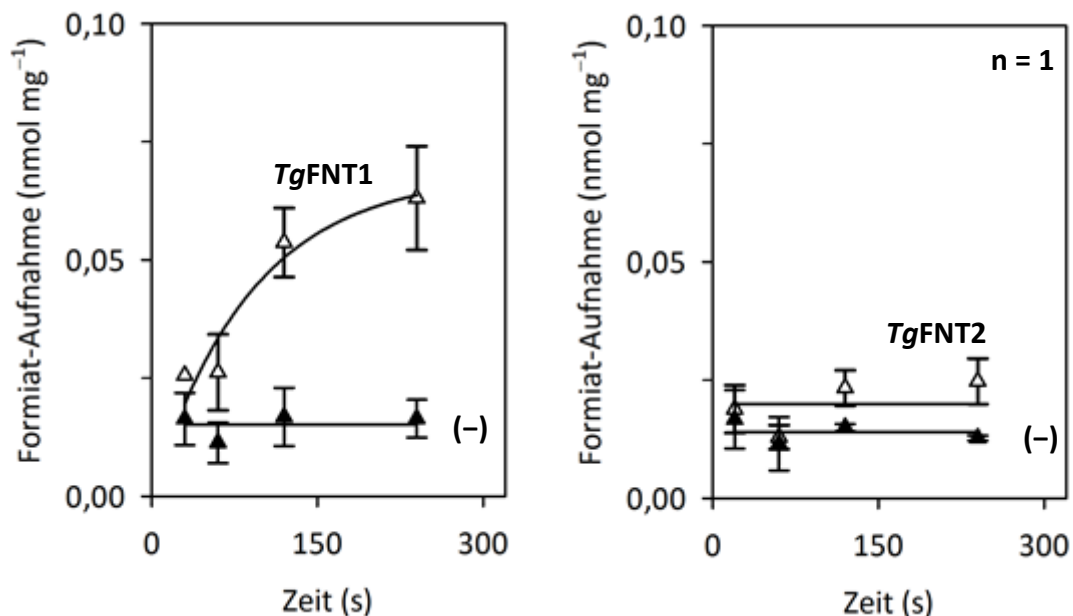 Formiat-Aufnahme (nmol mg⁻¹)
0,10
0,05
0,00
TgFNT1
(–)
0
150
300
Zeit (s)
Formiat-Aufnahme (nmol mg⁻¹)
0,10
0,05
0,00
n = 1
TgFNT2
(–)
0
150
300
Zeit (s)